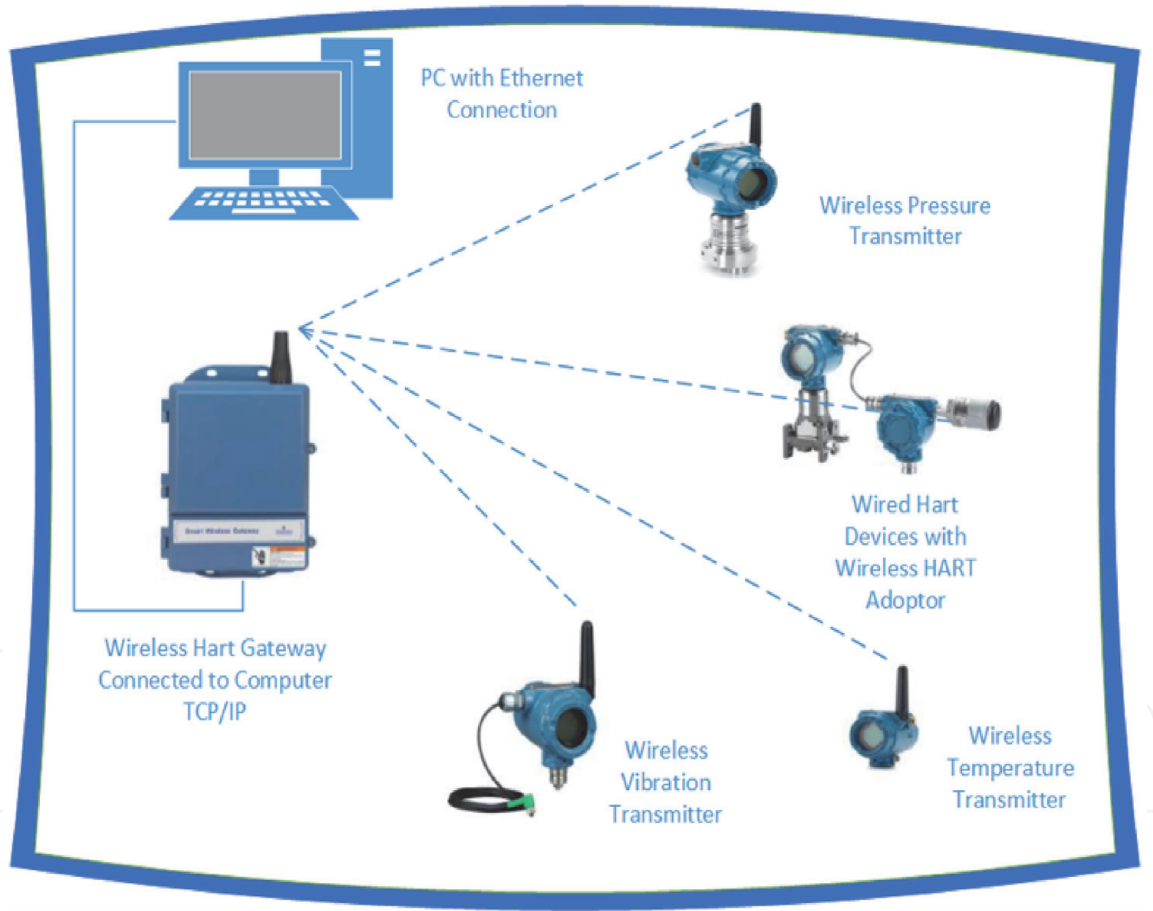 PC with Ethernet
Connection
Wireless Pressure
Transmitter
Wired Hart
Devices with
Wireless HART
Adoptor
Smart Wireless Gateway
Wireless Hart Gateway
Connected to Computer
TCP/IP
Wireless
Vibration
Transmitter
Wireless
Temperature
Transmitter